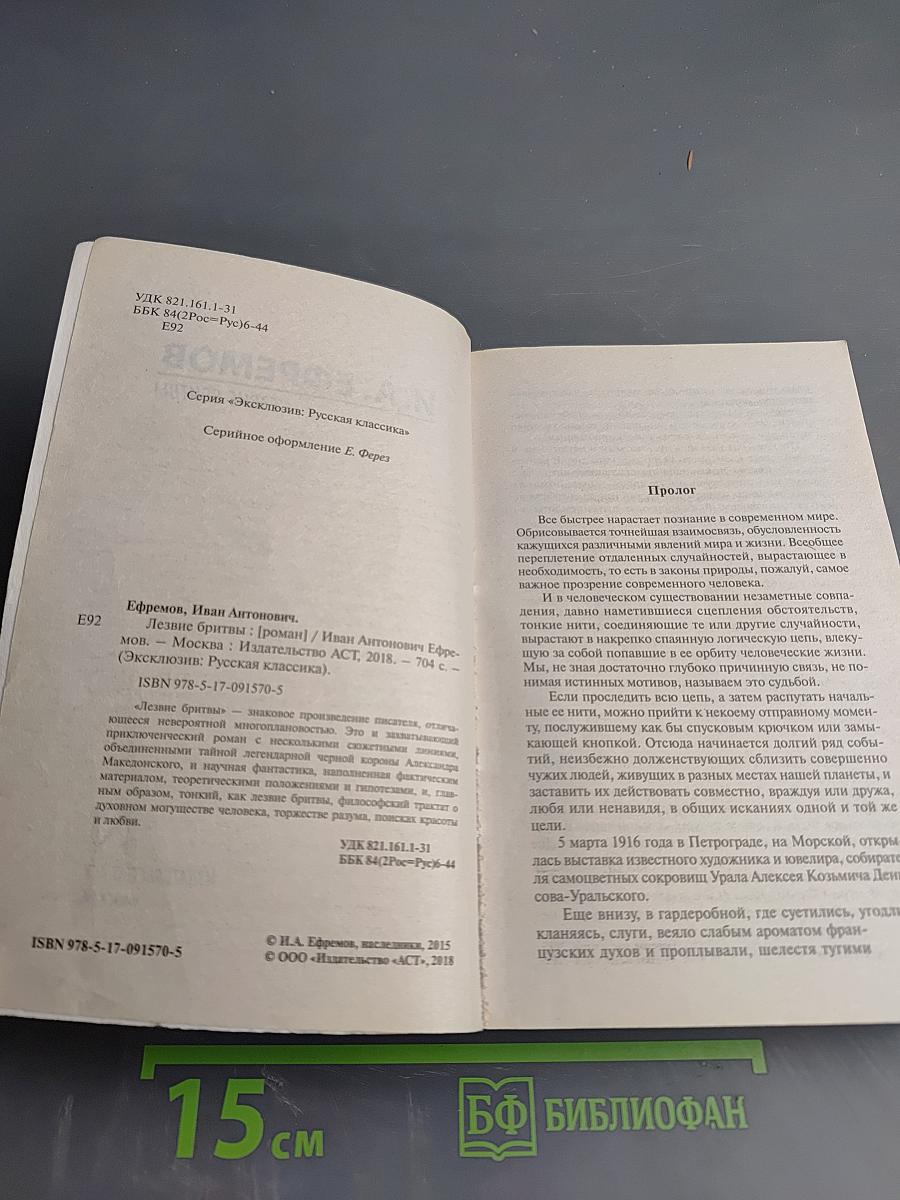 УДК 821.161.1-31
ББК 84(2Рос=Рус)6-44
Е92
Серия «Эксклюзив: Русская классика»
Серийное оформление Е. Ферез
Ефремов, Иван Антонович.
Е92
Лезвие бритвы : [роман] / Иван Антонович Ефре-
мов. — Москва : Издательство АСТ, 2018. — 704 с. —
(Эксклюзив: Русская классика).
ISBN 978-5-17-091570-5
«Лезвие бритвы» — знаковое произведение писателя, отлича-
ющееся невероятной многоплановостью. Это и захватывающий
приключенческий роман с несколькими сюжетными линиями,
объединенными тайной легендарной черной короны Александра
Македонского, и научная фантастика, наполненная фактическим
материалом, теоретическими положениями и гипотезами, и, глав-
ным образом, тонкий, как лезвие бритвы, философский трактат о
духовном могуществе человека, торжестве разума, поисках красоты
и любви.
УДК 821.161.1-31
ББК 84(2Рос=Рус)6-44
ISBN 978-5-17-091570-5
© И.А. Ефремов, наследники, 2015
© ООО «Издательство «АСТ», 2018
Пролог
Все быстрее нарастает познание в современном мире.
Обрисовывается точнейшая взаимосвязь, обусловленность
кажущихся различными явлений мира и жизни. Всеобщее
переплетение отдаленных случайностей, вырастающее в
необходимость, то есть в законы природы, пожалуй, самое
важное прозрение современного человека.
И в человеческом существовании незаметные совпа-
дения, давно наметившиеся сцепления обстоятельств,
тонкие нити, соединяющие те или другие случайности,
вырастают в накрепко спаянную логическую цепь, влеку-
щую за собой попавшие в ее орбиту человеческие жизни.
Мы, не зная достаточно глубоко причинную связь, не по-
нимая истинных мотивов, называем это судьбой.
Если проследить всю цепь, а затем распутать началь-
ные ее нити, можно прийти к некоему отправному момен-
ту, послужившему как бы спусковым крючком или замы-
кающей кнопкой. Отсюда начинается долгий ряд собы-
тий, неизбежно долженствующих сблизить совершенно
чужих людей, живущих в разных местах нашей планеты, и
заставить их действовать совместно, враждуя или дружа,
любя или ненавидя, в общих исканиях одной и той же
цели.
5 марта 1916 года в Петрограде, на Морской, откры-
лась выставка известного художника и ювелира, собирате-
ля самоцветных сокровищ Урала Алексея Козьмича Дени-
сова-Уральского.
Еще внизу, в гардеробной, где суетились, угодли
кланяясь, слуги, веяло слабым ароматом фран-
цузских духов и проплывали, шелестя тугими
15 см
БФ БИБЛИОФАН